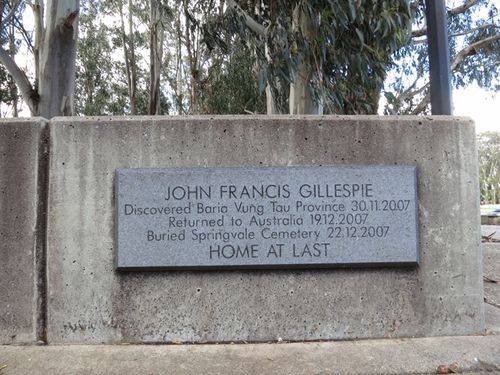 JOHN FRANCIS GILLESPIE
Discovered Baria Vung Tau Province 30.11.2007
Returned to Australia 19.12.2007
Buried Springvale Cemetery 22.12.2007
HOME AT LAST